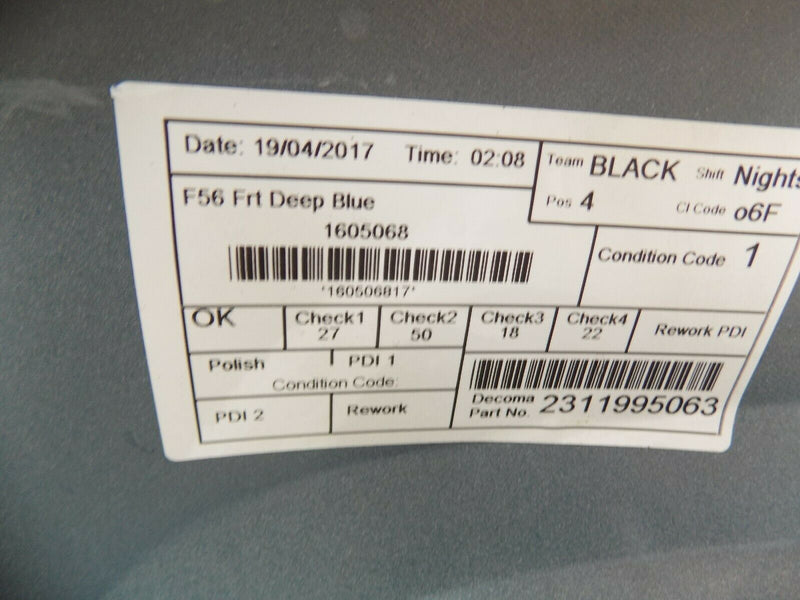 Date: 19/04/2017 Time: 02:08
Team BLACK Shift Nights
Pos 4 CI Code o6F
F56 Frt Deep Blue
1605068
'160506817'
Condition Code 1
OK Check1 Check2 Check3 Check4 Rework PDI
27 50 18 22
Polish PDI 1
Condition Code:
PDI 2 Rework
Decoma
Part No. 2311995063